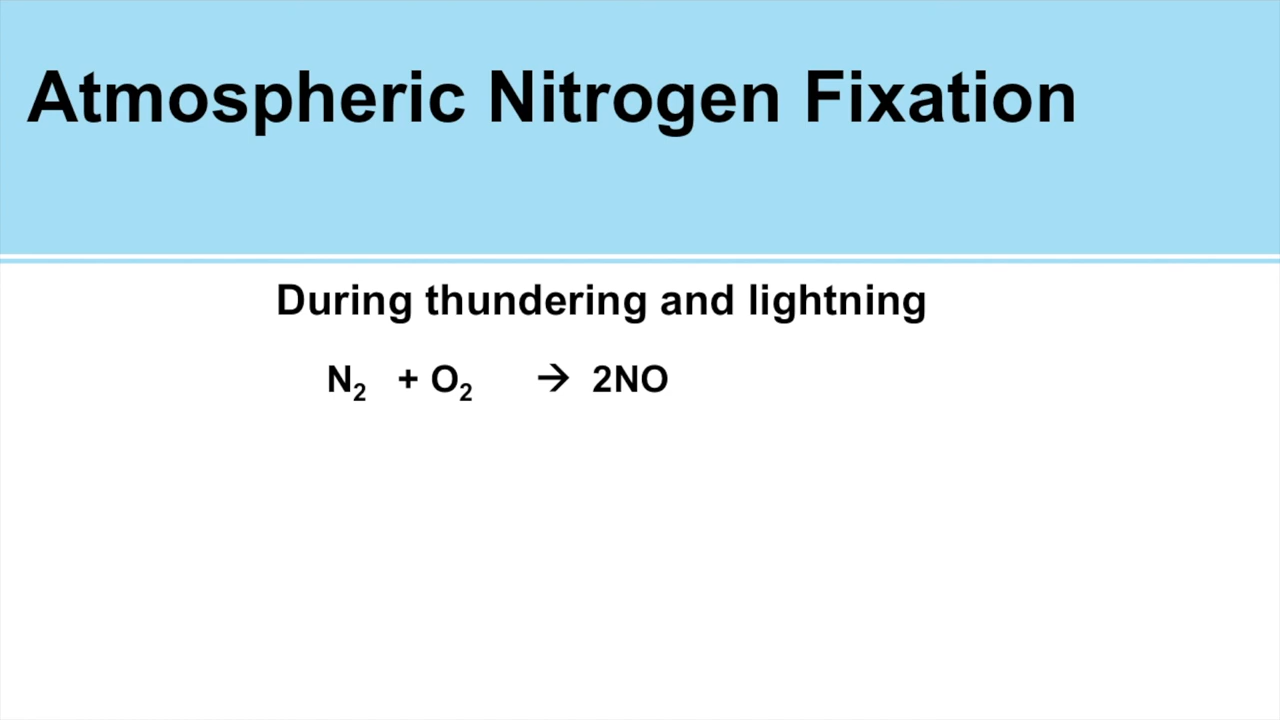 Atmospheric Nitrogen Fixation
During thundering and lightning
N₂ + O₂ → 2NO